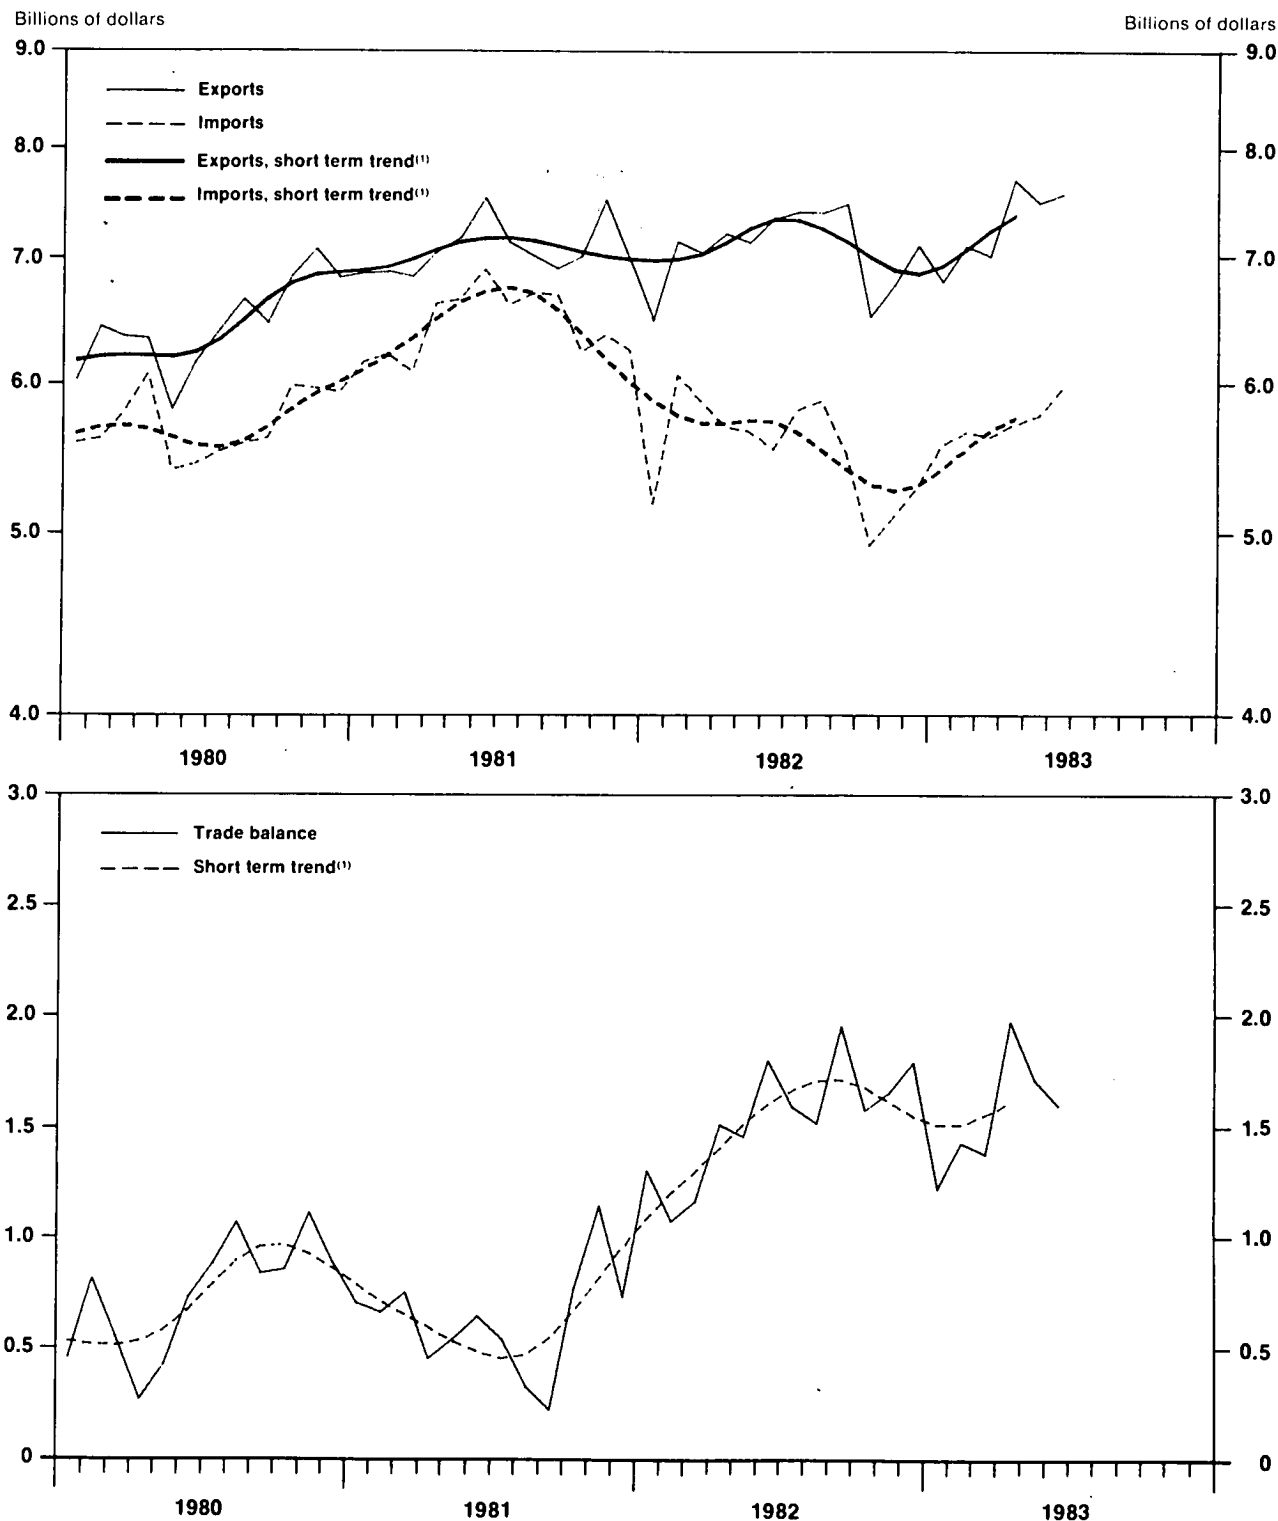 Billions of dollars
Billions of dollars
9.0
9.0
Exports
Imports
8.0
8.0
Exports, short term trend(1)
Imports, short term trend(1)
7.0
7.0
6.0
6.0
5.0
5.0
4.0
4.0
1980 1981 1982 1983
3.0
3.0
Trade balance
Short term trend(1)
2.5
2.5
2.0
2.0
1.5
1.5
1.0
1.0
0.5
0.5
0
0
1980 1981 1982 1983